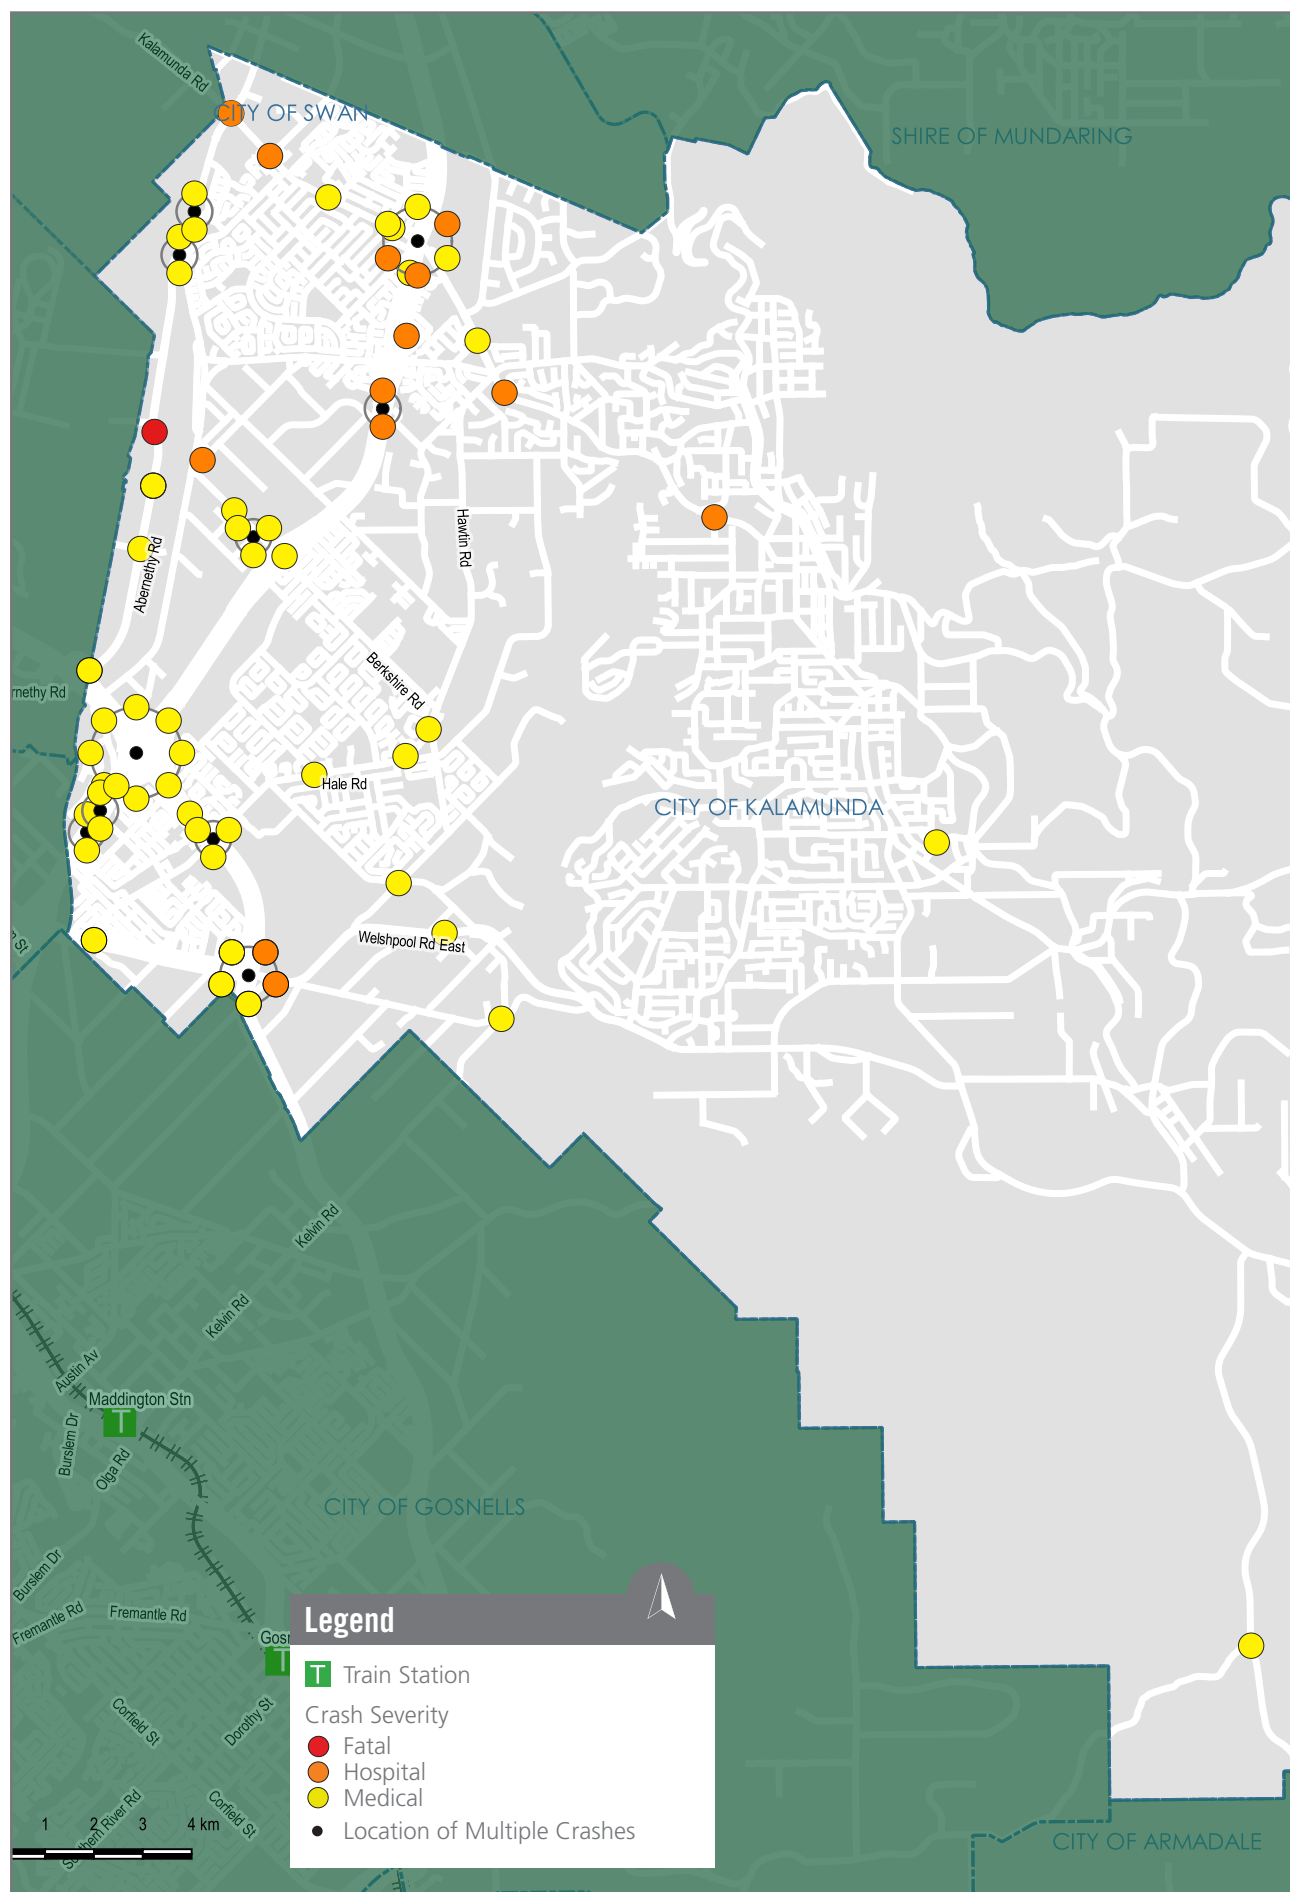 Kalamunda Rd
CITY OF SWAN
SHIRE OF MUNDARING
Hawtin Rd
Abernethy Rd
Berkshire Rd
Hale Rd
CITY OF KALAMUNDA
Welshpool Rd East
Kelvin Rd
Kelvin Rd
Austin Av
Maddington Stn
T
Burslem Dr
Olga Rd
CITY OF GOSNELLS
Burslem Dr
Fremantle Rd
Fremantle Rd
T
Corfield St
Dorothy St
Corfield St
Legend
T Train Station
Crash Severity
Fatal
Hospital
Medical
Location of Multiple Crashes
1 2 3 4 km
CITY OF ARMADALE